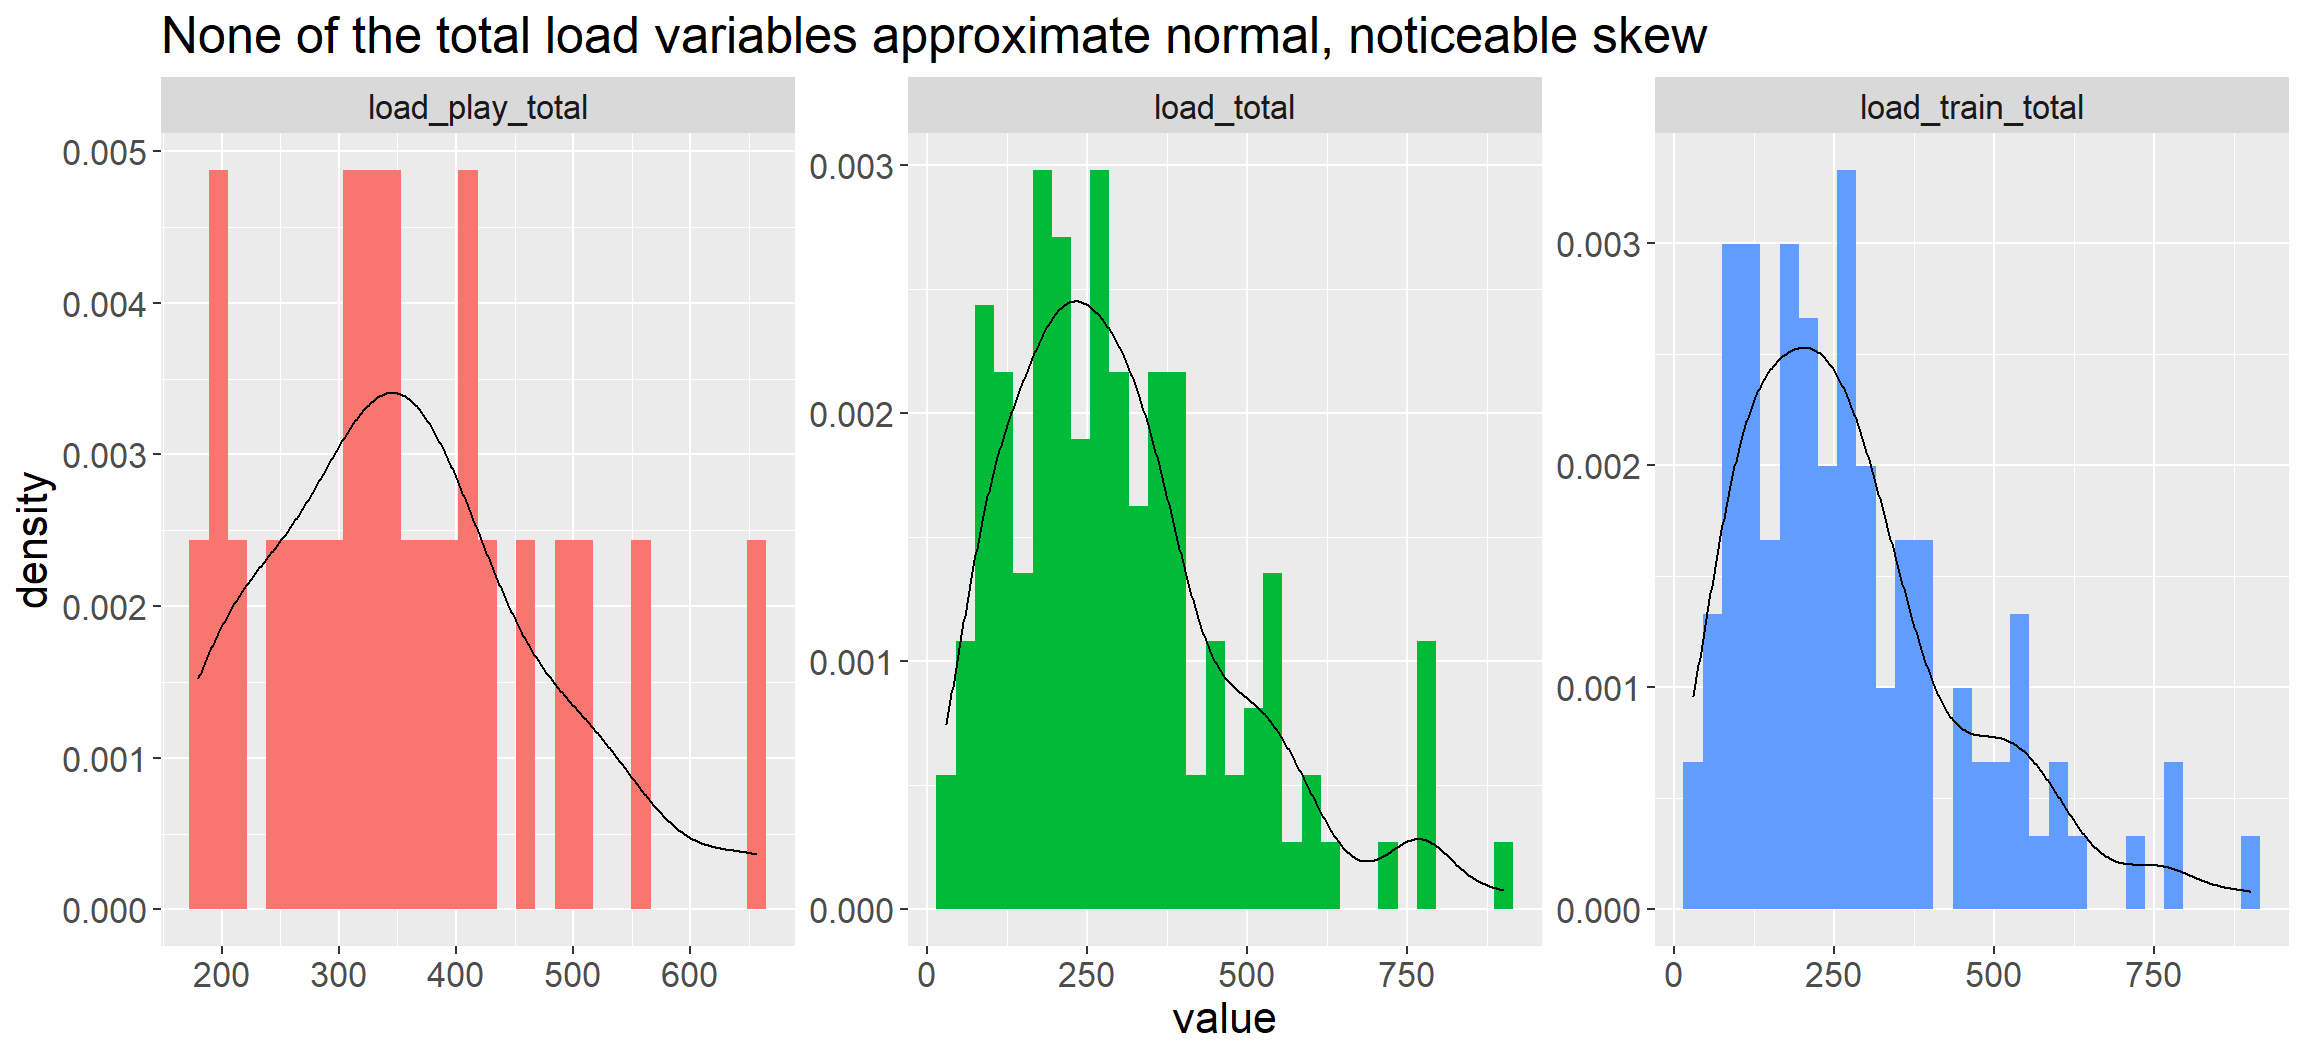 None of the total load variables approximate normal, noticeable skew
load_play_total
load_total
load_train_total
density
0.005
0.004
0.003
0.002
0.001
0.000
200 300 400 500 600
0.003
0.002
0.001
0.000
0 250 500 750
0.003
0.002
0.001
0.000
0 250 500 750
value